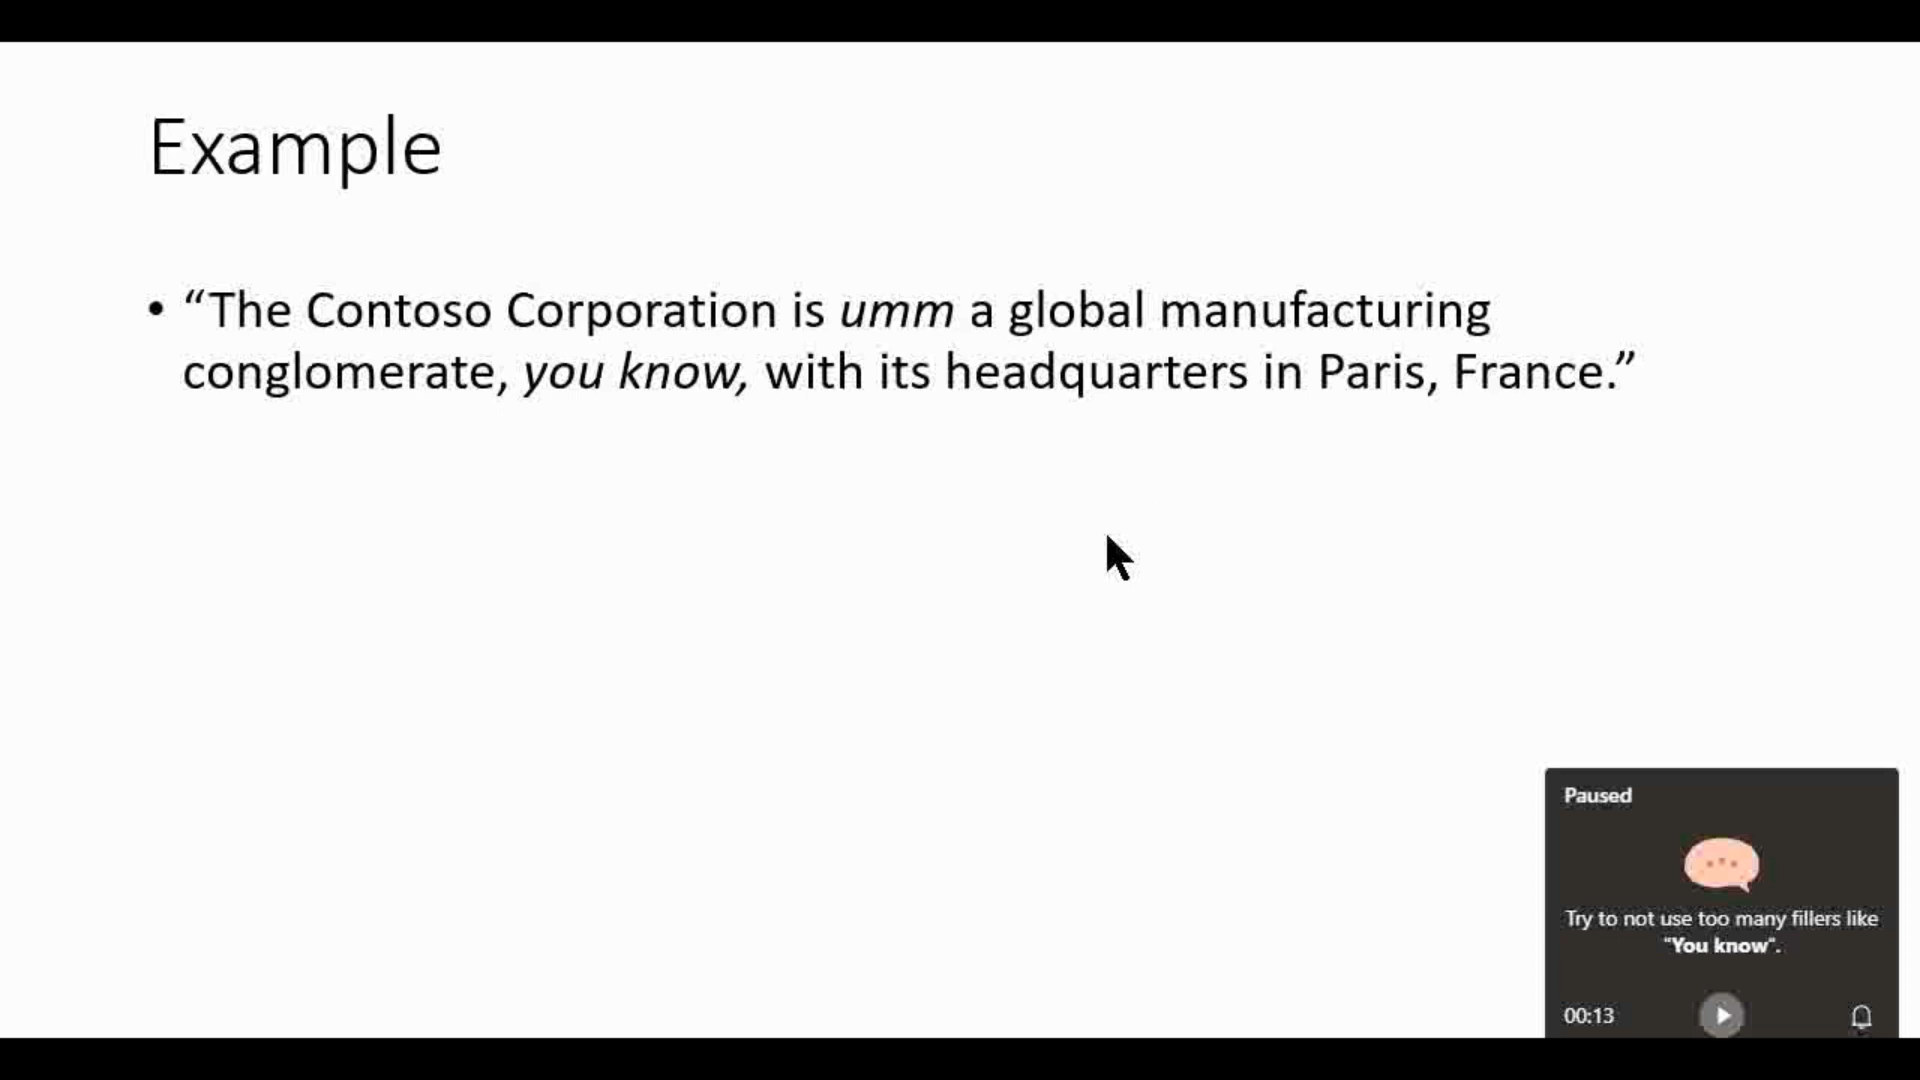 Example
• “The Contoso Corporation is umm a global manufacturing
conglomerate, you know, with its headquarters in Paris, France.”
Paused
Try to not use too many fillers like
"You know".
00:13